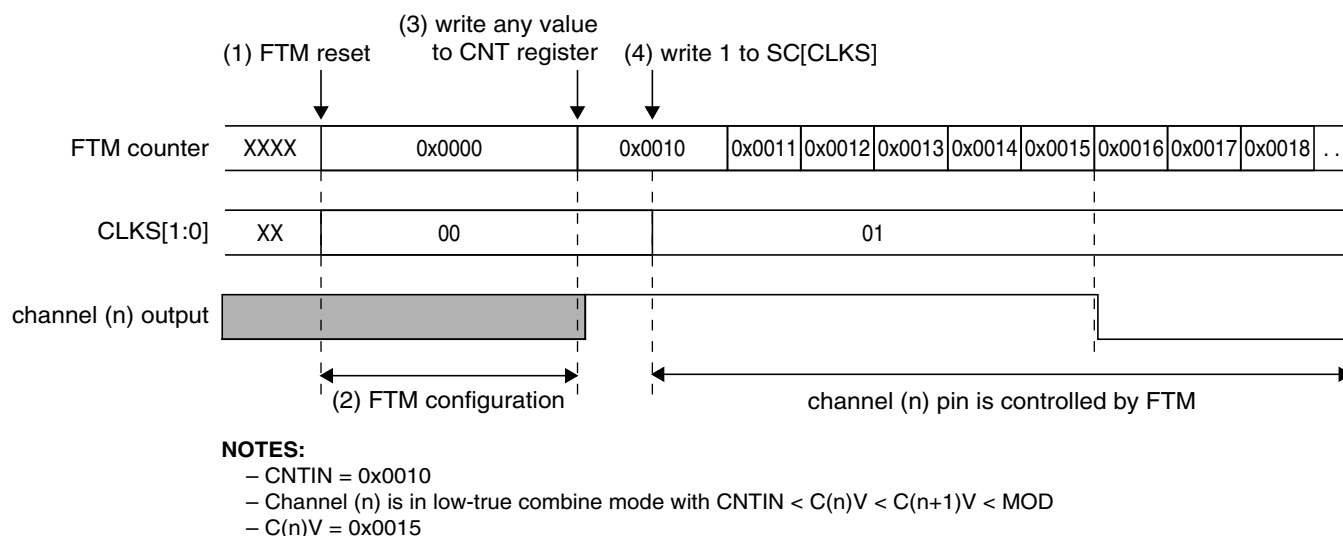 (3) write any value
(1) FTM reset to CNT register (4) write 1 to SC[CLKS]
FTM counter XXXX 0x0000 0x0010 0x0011 0x0012 0x0013 0x0014 0x0015 0x0016 0x0017 0x0018 . .
CLKS[1:0] XX 00 01
channel (n) output
(2) FTM configuration channel (n) pin is controlled by FTM
NOTES:
– CNTIN = 0x0010
– Channel (n) is in low-true combine mode with CNTIN < C(n)V < C(n+1)V < MOD
– C(n)V = 0x0015